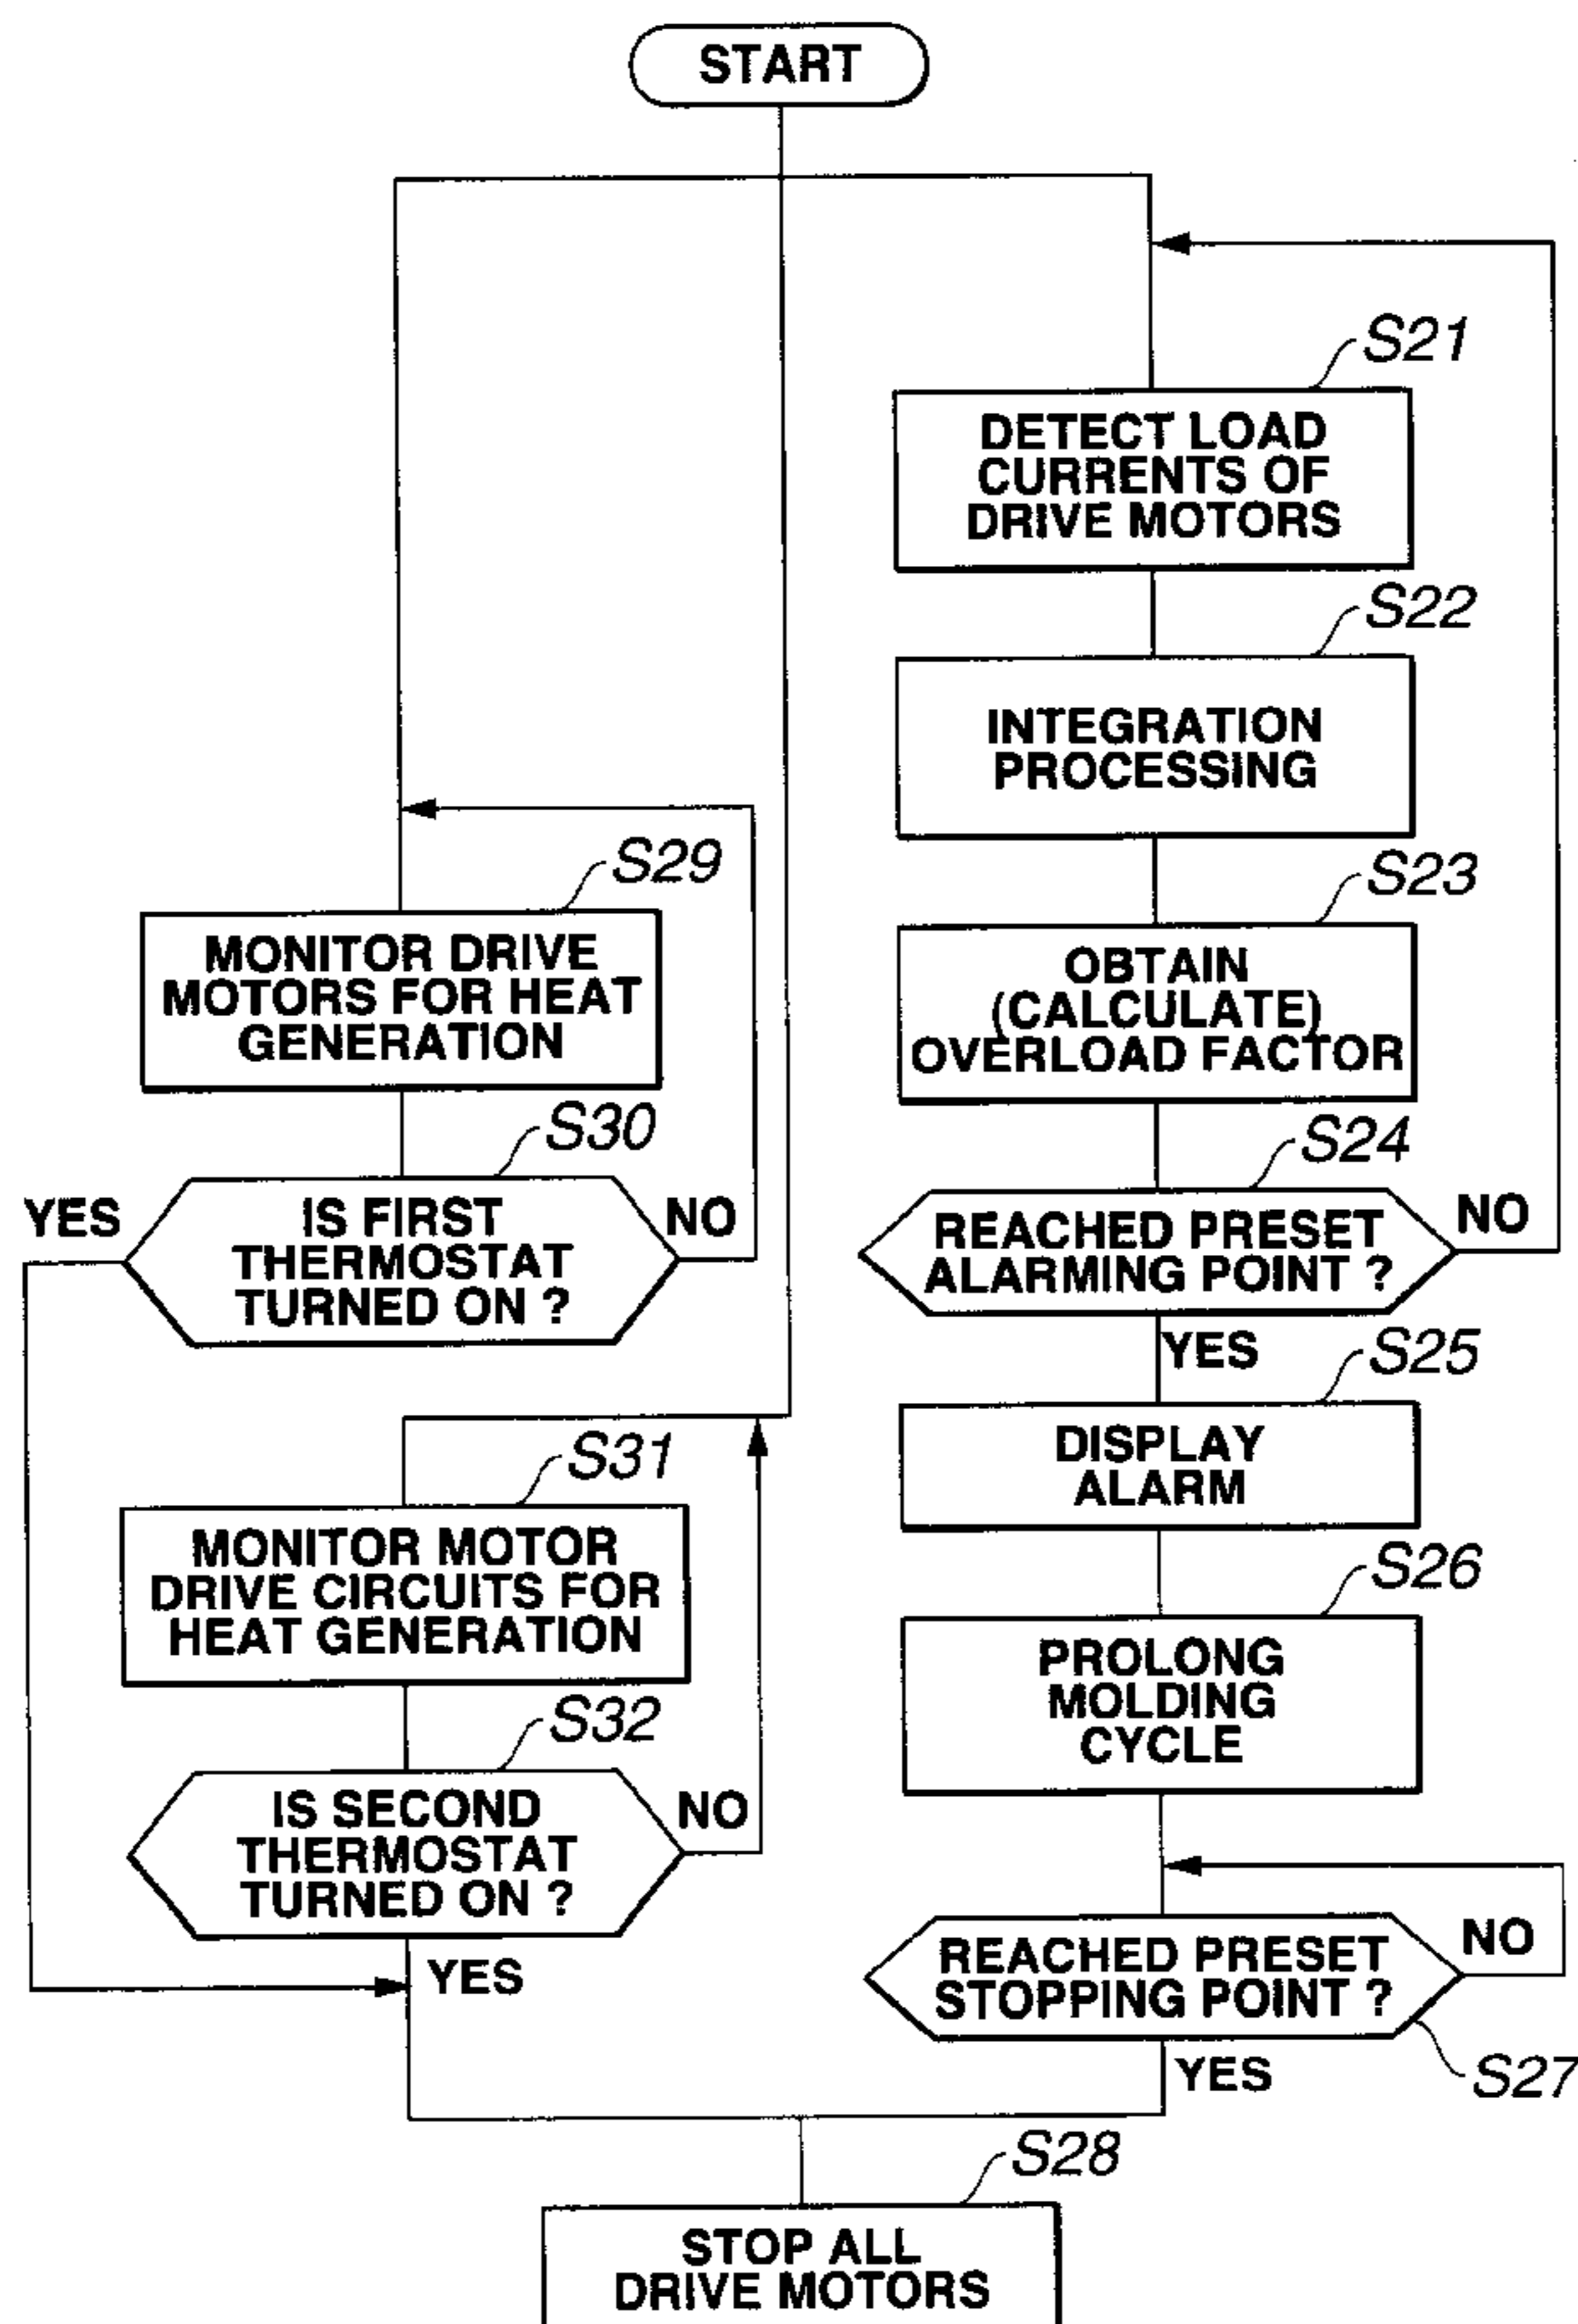 START
S21
DETECT LOAD
CURRENTS OF
DRIVE MOTORS
S22
INTEGRATION
PROCESSING
S23
OBTAIN
(CALCULATE)
OVERLOAD FACTOR
S24
REACHED PRESET
ALARMING POINT ?
NO
YES
S25
DISPLAY
ALARM
S26
PROLONG
MOLDING
CYCLE
REACHED PRESET
STOPPING POINT ?
NO
S27
YES
S29
MONITOR DRIVE
MOTORS FOR HEAT
GENERATION
S30
YES
IS FIRST
THERMOSTAT
TURNED ON ?
NO
S31
MONITOR MOTOR
DRIVE CIRCUITS FOR
HEAT GENERATION
S32
IS SECOND
THERMOSTAT
TURNED ON ?
NO
YES
S28
STOP ALL
DRIVE MOTORS